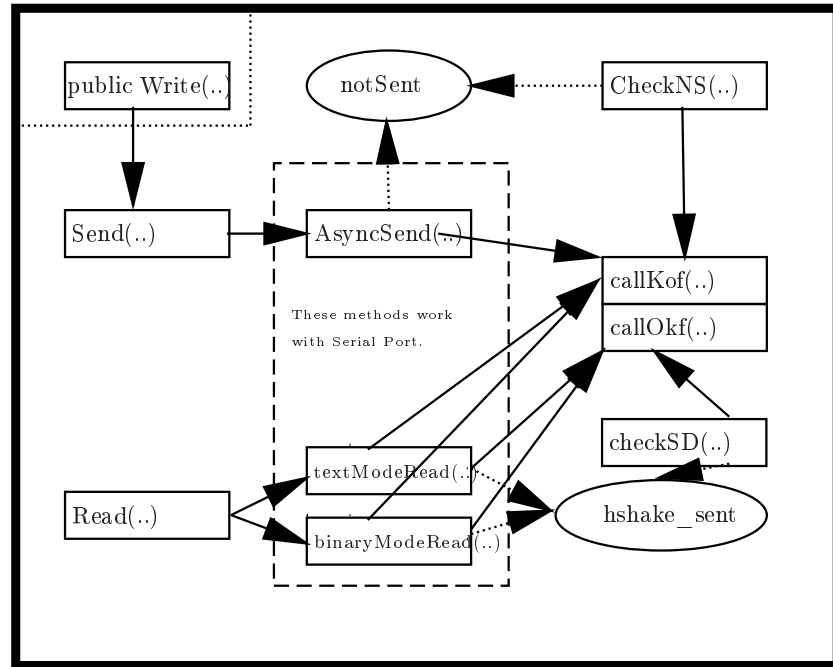 public Write(..)
notSent
CheckNS(..)
Send(..)
AsyncSend(..)
callKof(..)
These methods work
with Serial Port.
callOkf(..)
checkSD(..)
textModeRead(..)
Read(..)
hshake_sent
binaryModeRead(..)